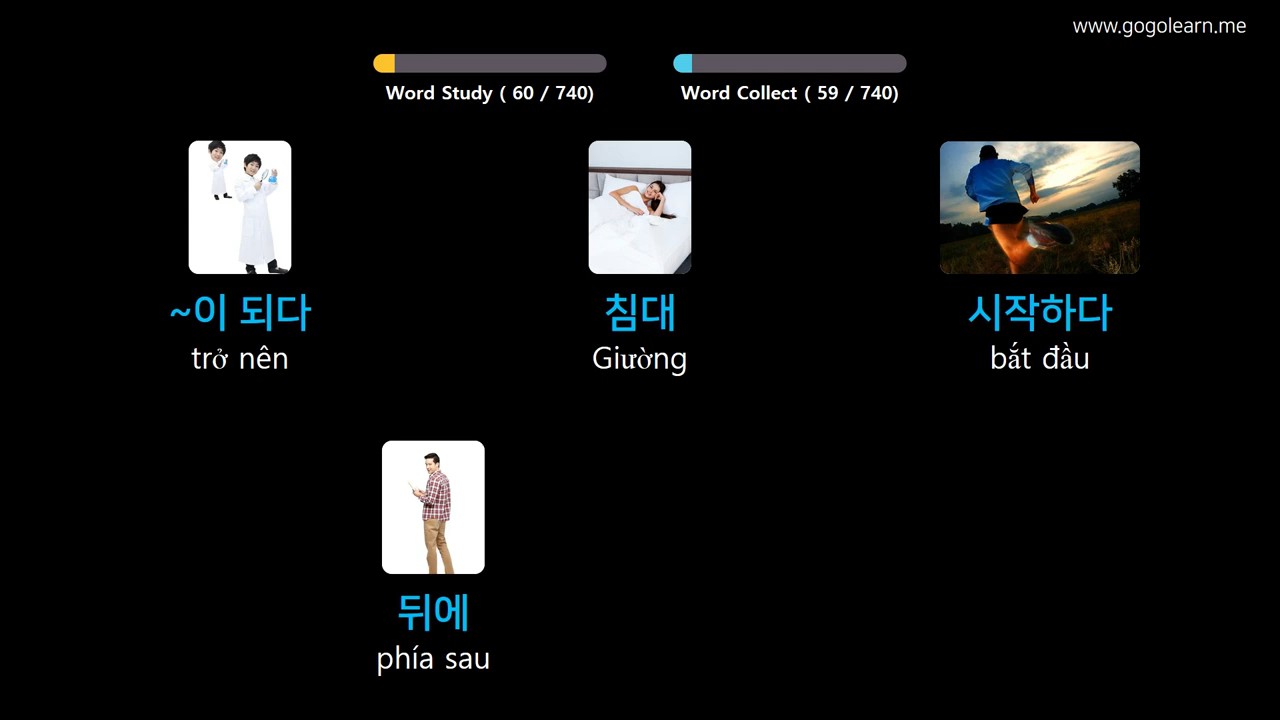 www.gogolearn.me
Word Study ( 60 / 740)
Word Collect ( 59 / 740)
~이 되다
trở nên
침대
Giường
시작하다
bắt đầu
뒤에
phía sau